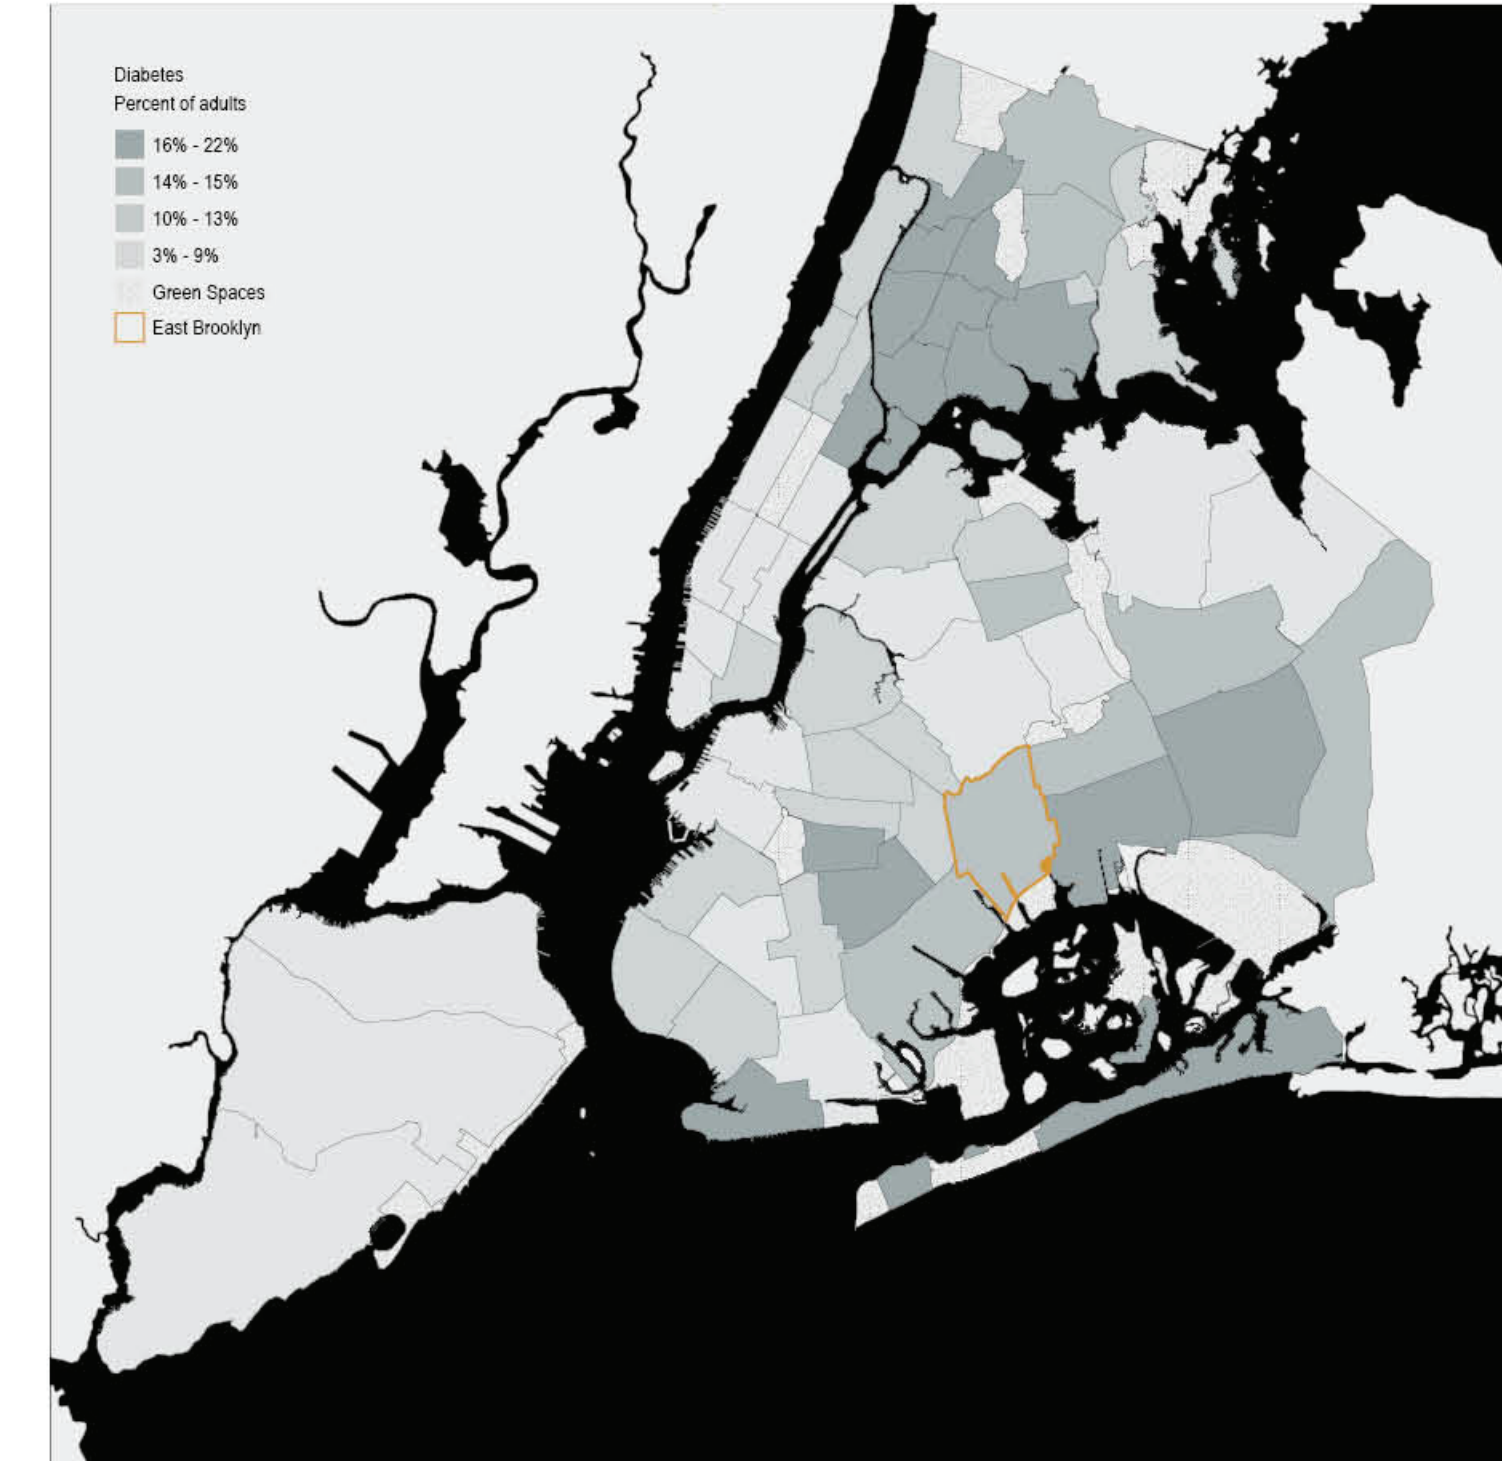 Diabetes
Percent of adults
16% - 22%
14% - 15%
10% - 13%
3% - 9%
Green Spaces
East Brooklyn